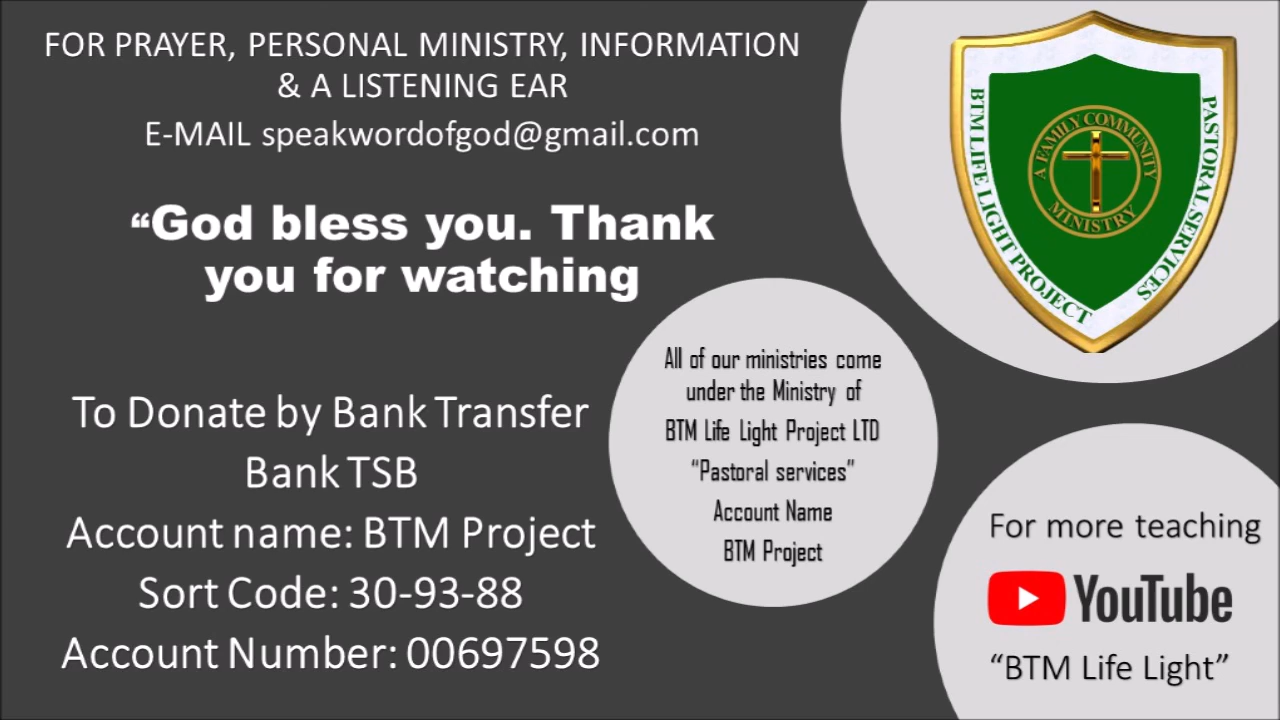 FOR PRAYER, PERSONAL MINISTRY, INFORMATION
& A LISTENING EAR
E-MAIL speakwordofgod@gmail.com
“God bless you. Thank
you for watching
To Donate by Bank Transfer
Bank TSB
Account name: BTM Project
Sort Code: 30-93-88
Account Number: 00697598
All of our ministries come
under the Ministry of
BTM Life Light Project LTD
“Pastoral services”
Account Name
BTM Project
BTM LIFE LIGHT PROJECT
PASTORAL SERVICES
A FAMILY COMMUNITY
MINISTRY
For more teaching
YouTube
“BTM Life Light”